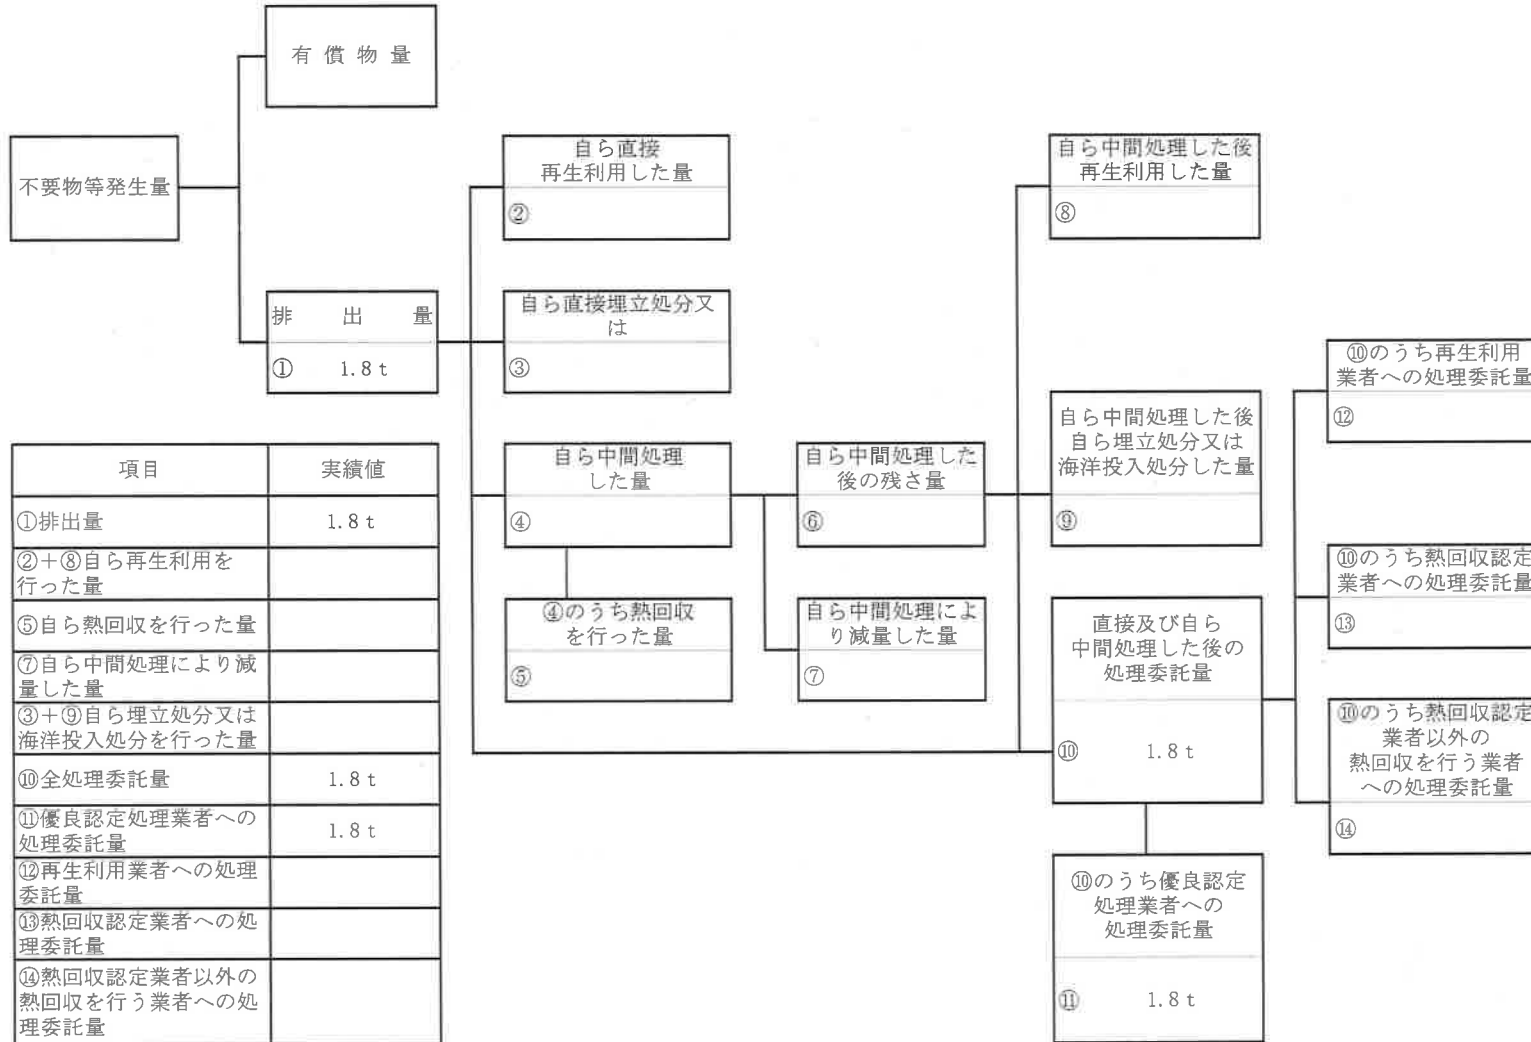 有償物量
不要物等発生量
排出量
① 1.8t
自ら直接
再生利用した量
②
自ら直接埋立処分又
は
③
自ら中間処理
した量
④
④のうち熱回収
を行った量
⑤
自ら中間処理した
後の残さ量
⑥
自ら中間処理によ
り減量した量
⑦
自ら中間処理した後
再生利用した量
⑧
自ら中間処理した後
自ら埋立処分又は
海洋投入処分した量
⑨
直接及び自ら
中間処理した後の
処理委託量
⑩ 1.8t
⑩のうち優良認定
処理業者への
処理委託量
⑪ 1.8t
⑩のうち再生利用
業者への処理委託量
⑫
⑩のうち熱回収認定
業者への処理委託量
⑬
⑩のうち熱回収認定
業者以外の
熱回収を行う業者
への処理委託量
⑭
項目 実績値
①排出量 1.8t
②+⑧自ら再生利用を
行った量
⑤自ら熱回収を行った量
⑦自ら中間処理により減
量した量
③+⑨自ら埋立処分又は
海洋投入処分を行った量
⑩全処理委託量 1.8t
⑪優良認定処理業者への
処理委託量 1.8t
⑫再生利用業者への処理
委託量
⑬熱回収認定業者への処
理委託量
⑭熱回収認定業者以外の
熱回収を行う業者への処
理委託量